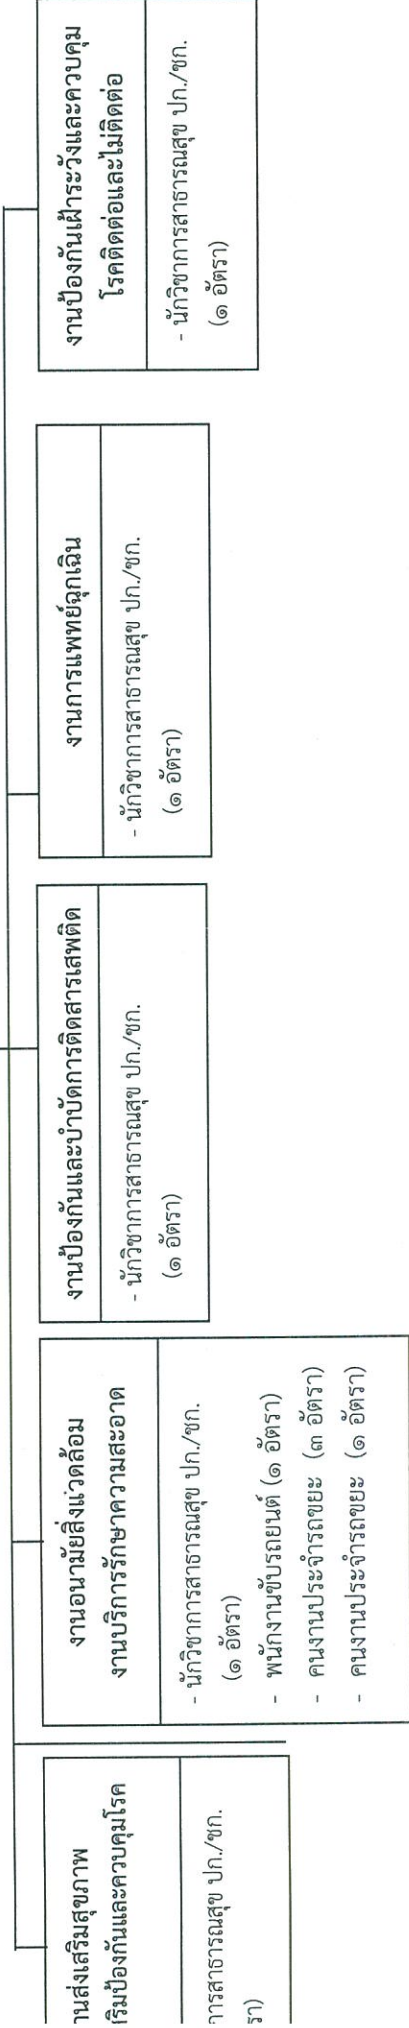 านส่งเสริมสุขภาพ
ริมป้องกันและควบคุมโรค
การสาธารณสุข ปก./ชก.
รา)
งานอนามัยสิ่งแวดล้อม
งานบริการรักษาความสะอาด
- นักวิชาการสาธารณสุข ปก./ชก.
(๑ อัตรา)
- พนักงานขับรถยนต์ (๑ อัตรา)
- คนงานประจำรถขยะ (๓ อัตรา)
- คนงานประจำรถขยะ (๑ อัตรา)
งานป้องกันและบำบัดการติดสารเสพติด
- นักวิชาการสาธารณสุข ปก./ชก.
(๑ อัตรา)
งานการแพทย์ฉุกเฉิน
- นักวิชาการสาธารณสุข ปก./ชก.
(๑ อัตรา)
งานป้องกันเฝ้าระวังและควบคุม
โรคติดต่อและไม่ติดต่อ
- นักวิชาการสาธารณสุข ปก./ชก.
(๑ อัตรา)